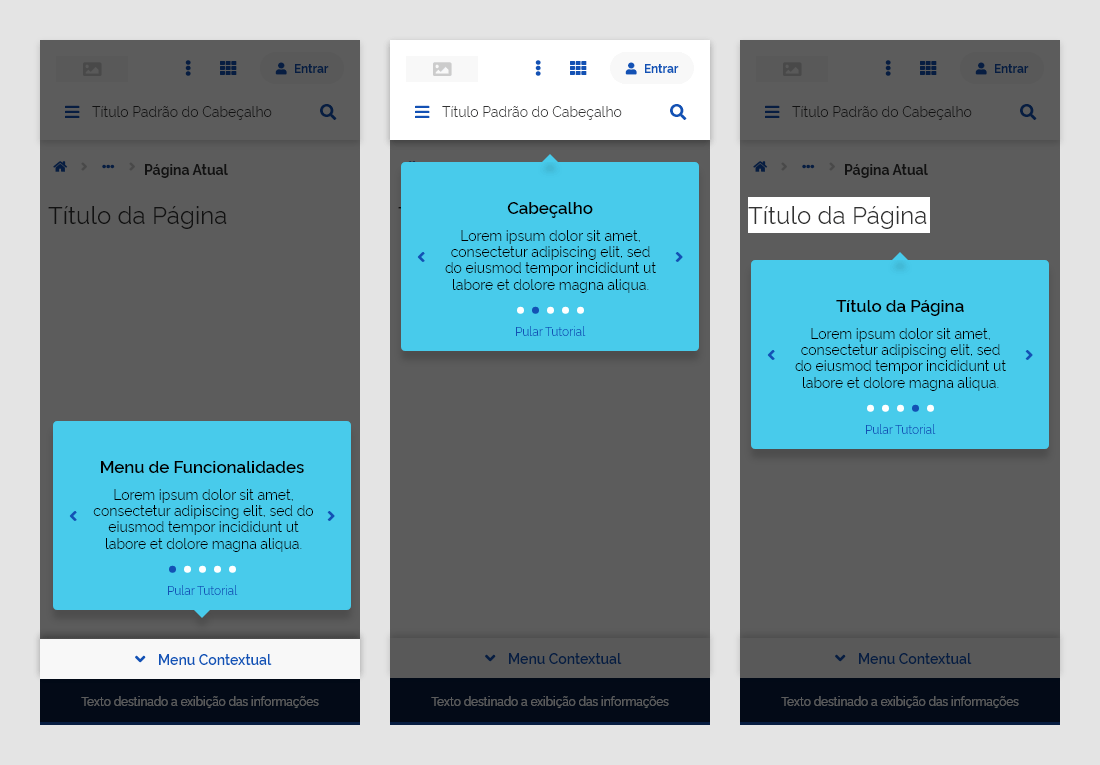 Entrar
Título Padrão do Cabeçalho
Página Atual
Título da Página
Menu de Funcionalidades
Lorem ipsum dolor sit amet,
consectetur adipiscing elit, sed do
eiusmod tempor incididunt ut
labore et dolore magna aliqua.
Pular Tutorial
Menu Contextual
Texto destinado a exibição das informações
Entrar
Título Padrão do Cabeçalho
Cabeçalho
Lorem ipsum dolor sit amet,
consectetur adipiscing elit, sed
do eiusmod tempor incididunt ut
labore et dolore magna aliqua.
Pular Tutorial
Menu Contextual
Texto destinado a exibição das informações
Entrar
Título Padrão do Cabeçalho
Página Atual
Título da Página
Título da Página
Lorem ipsum dolor sit amet,
consectetur adipiscing elit, sed
do eiusmod tempor incididunt ut
labore et dolore magna aliqua.
Pular Tutorial
Menu Contextual
Texto destinado a exibição das informações